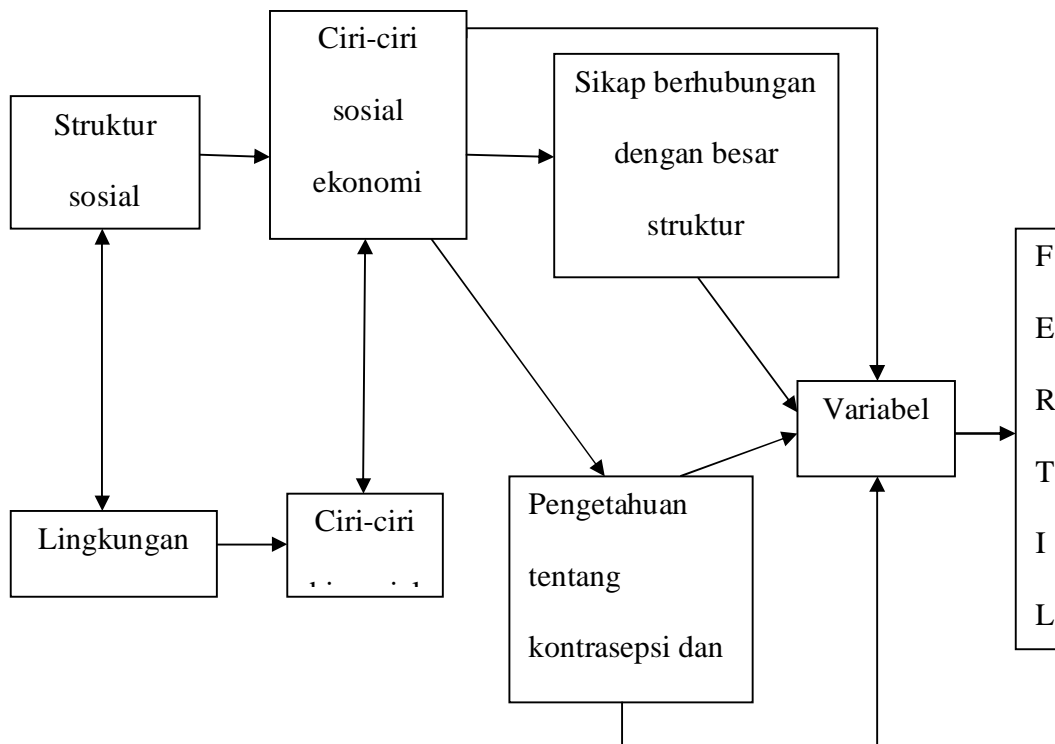 Struktur
sosial
Ciri-ciri
sosial
ekonomi
Sikap berhubungan
dengan besar
struktur
Lingkungan
Ciri-ciri
Pengetahuan
tentang
kontrasepsi dan
Variabel
F
E
R
T
I
L